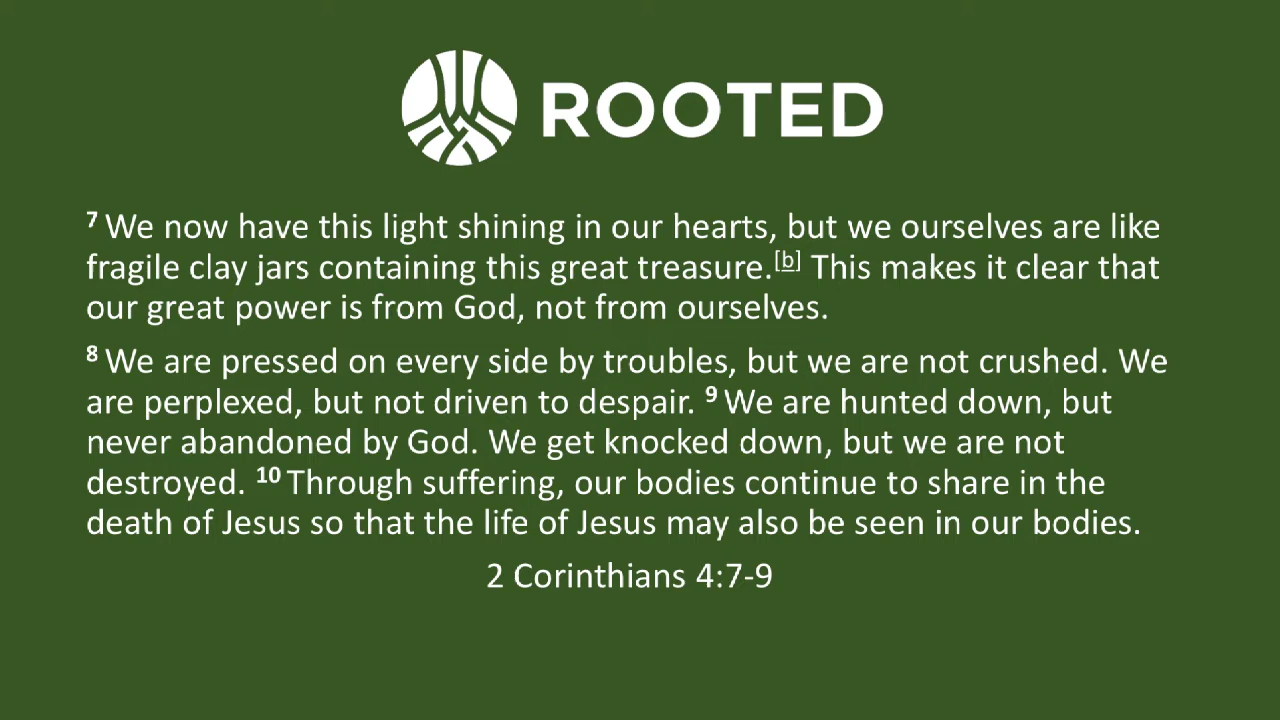 ROOTED
7 We now have this light shining in our hearts, but we ourselves are like
fragile clay jars containing this great treasure.[b] This makes it clear that
our great power is from God, not from ourselves.
8 We are pressed on every side by troubles, but we are not crushed. We
are perplexed, but not driven to despair. 9 We are hunted down, but
never abandoned by God. We get knocked down, but we are not
destroyed. 10 Through suffering, our bodies continue to share in the
death of Jesus so that the life of Jesus may also be seen in our bodies.
2 Corinthians 4:7-9